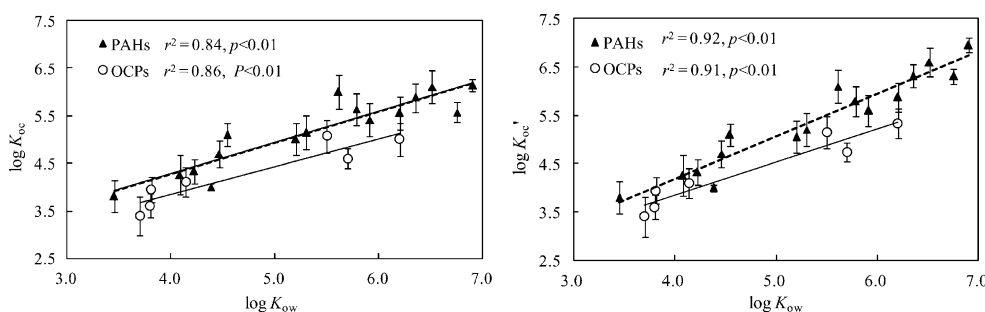 7.5
▲ PAHs r² = 0.84, p<0.01
6.5
○ OCPs r² = 0.86, P<0.01
5.5
log Koc
4.5
3.5
2.5
3.0 4.0 5.0 6.0 7.0
log Kow
7.5
▲ PAHs r² = 0.92, p<0.01
6.5
○ OCPs r² = 0.91, p<0.01
5.5
log Koc'
4.5
3.5
2.5
3.0 4.0 5.0 6.0 7.0
log Kow